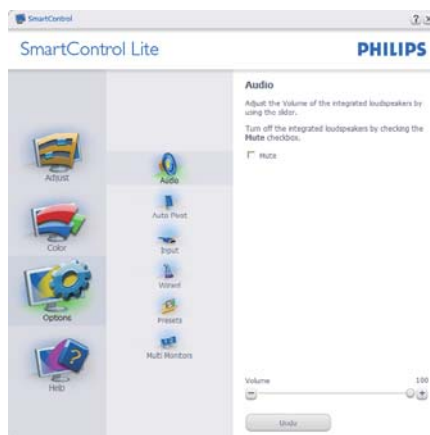 SmartControl
SmartControl Lite
PHILIPS
Adjust
Color
Options
Help
Audio
Auto Pivot
Input
Wizard
Presets
Multi Monitors
Audio
Adjust the Volume of the integrated loudspeakers by
using the slider.
Turn off the integrated loudspeakers by checking the
Mute checkbox.
Mute
Volume
100
Undo